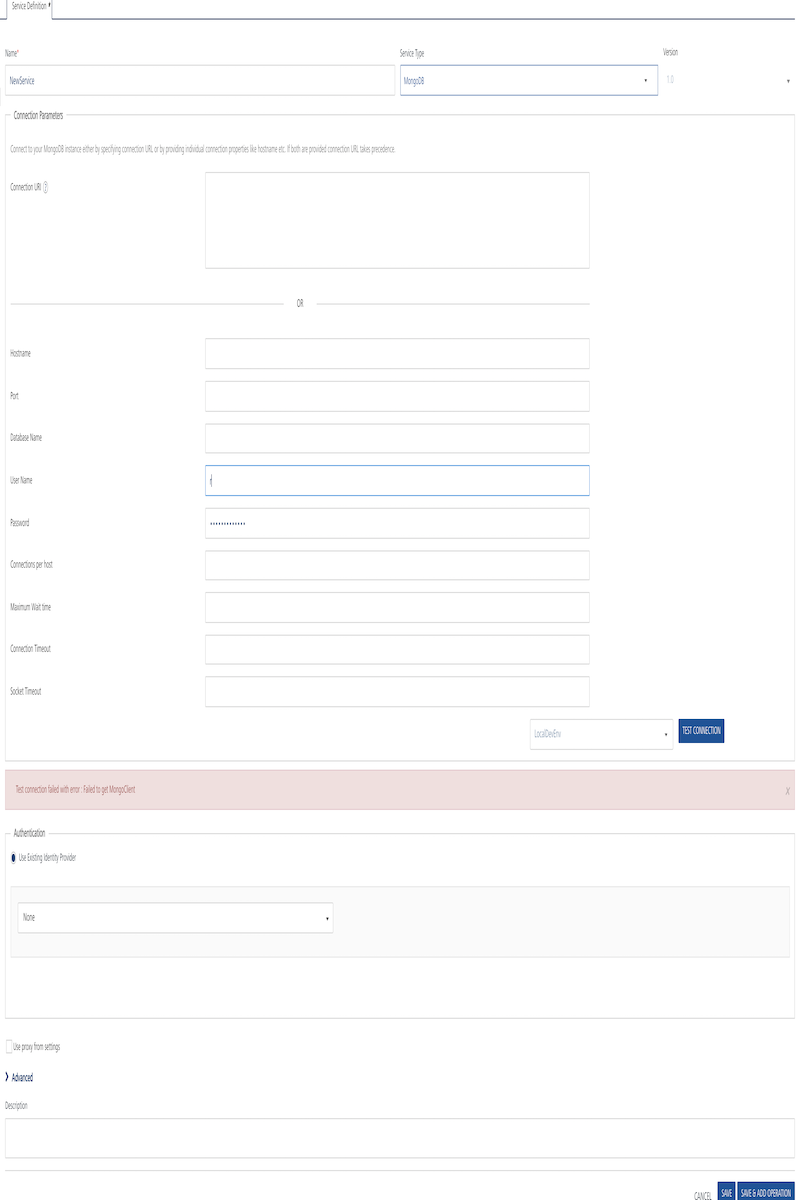 Service Definition *
Name*
Service Type
Version
NewService
MongoDB
1.0
Connection Parameters
Connect to your MongoDB instance either by specifying connection URL or by providing individual connection properties like hostname etc. If both are provided connection URL takes precedence.
Connection URI ?
OR
Hostname
Port
Database Name
User Name
r
Password
Connections per host
Maximum Wait time
Connection Timeout
Socket Timeout
LocalDevEnv
TEST CONNECTION
Test connection failed with error : Failed to get MongoClient
X
Authentication
Use Existing Identity Provider
None
Use proxy from settings
Advanced
Description
CANCEL
SAVE
SAVE & ADD OPERATION